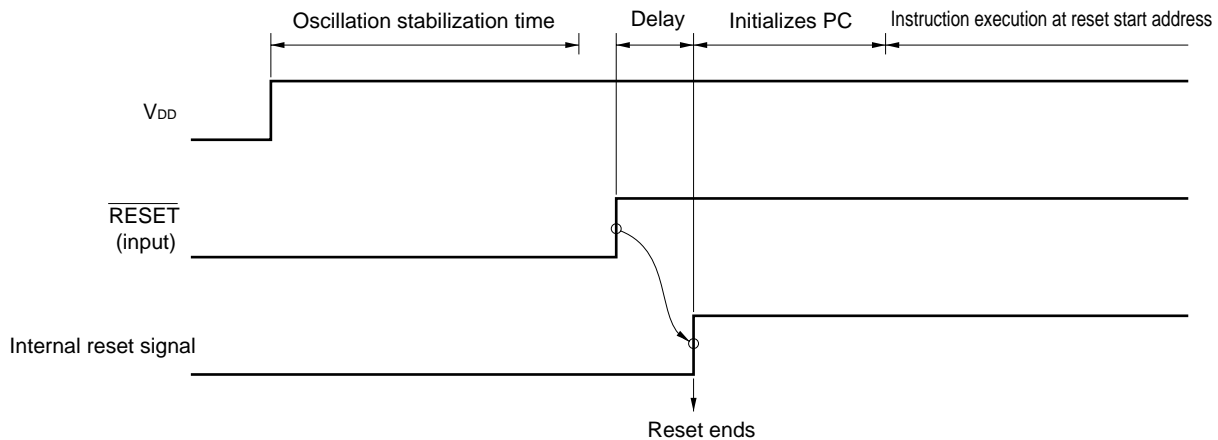 Oscillation stabilization time
Delay
Initializes PC
Instruction execution at reset start address
VDD
RESET
(input)
Internal reset signal
Reset ends